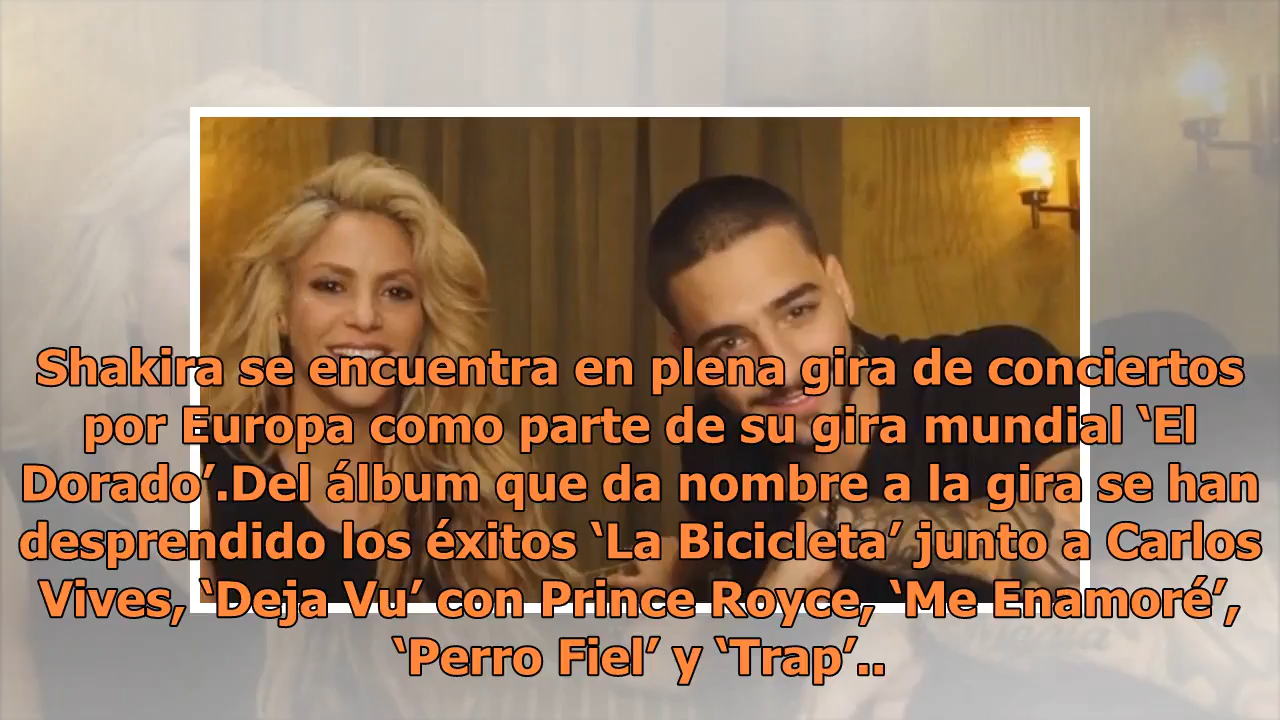 Shakira se encuentra en plena gira de conciertos
por Europa como parte de su gira mundial ‘El
Dorado’.Del álbum que da nombre a la gira se han
desprendido los éxitos ‘La Bicicleta’ junto a Carlos
Vives, ‘Deja Vu’ con Prince Royce, ‘Me Enamoré’,
‘Perro Fiel’ y ‘Trap’..